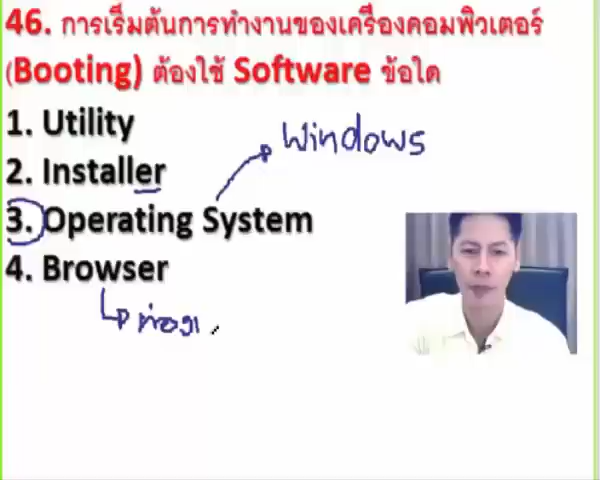 46. การเริ่มต้นการทำงานของเครื่องคอมพิวเตอร์
(Booting) ต้องใช้ Software ข้อใด
1. Utility
Windows
2. Installer
3. Operating System
4. Browser